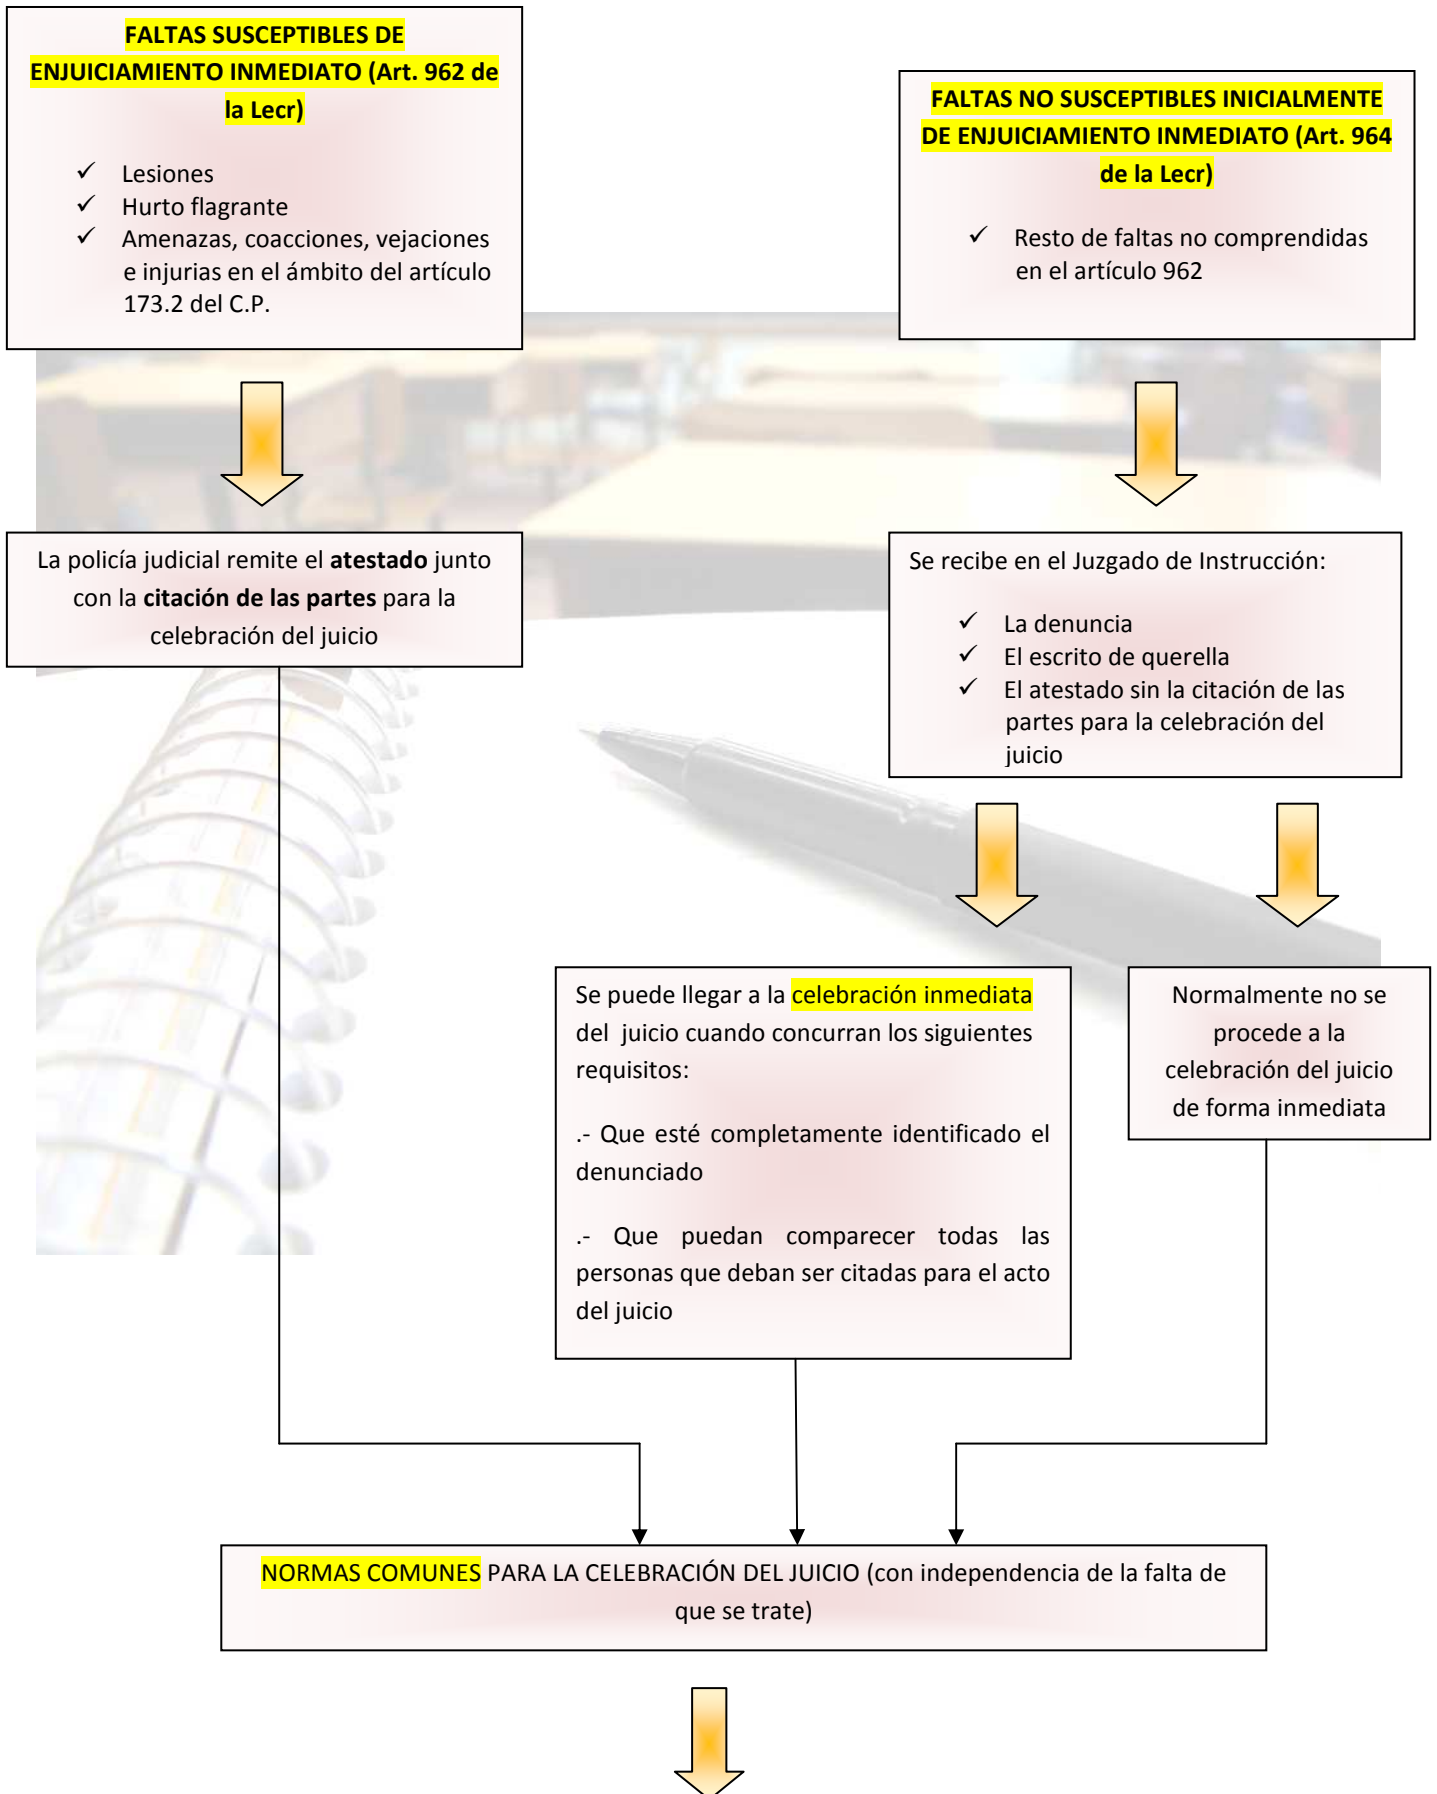 FALTAS SUSCEPTIBLES DE
ENJUICIAMIENTO INMEDIATO (Art. 962 de
la Lecr)
✓ Lesiones
✓ Hurto flagrante
✓ Amenazas, coacciones, vejaciones
e injurias en el ámbito del artículo
173.2 del C.P.
FALTAS NO SUSCEPTIBLES INICIALMENTE
DE ENJUICIAMIENTO INMEDIATO (Art. 964
de la Lecr)
✓ Resto de faltas no comprendidas
en el artículo 962
La policía judicial remite el atestado junto
con la citación de las partes para la
celebración del juicio
Se recibe en el Juzgado de Instrucción:
✓ La denuncia
✓ El escrito de querella
✓ El atestado sin la citación de las
partes para la celebración del
juicio
Se puede llegar a la celebración inmediata
del juicio cuando concurran los siguientes
requisitos:
.- Que esté completamente identificado el
denunciado
.- Que puedan comparecer todas las
personas que deban ser citadas para el acto
del juicio
Normalmente no se
procede a la
celebración del juicio
de forma inmediata
NORMAS COMUNES PARA LA CELEBRACIÓN DEL JUICIO (con independencia de la falta de
que se trate)